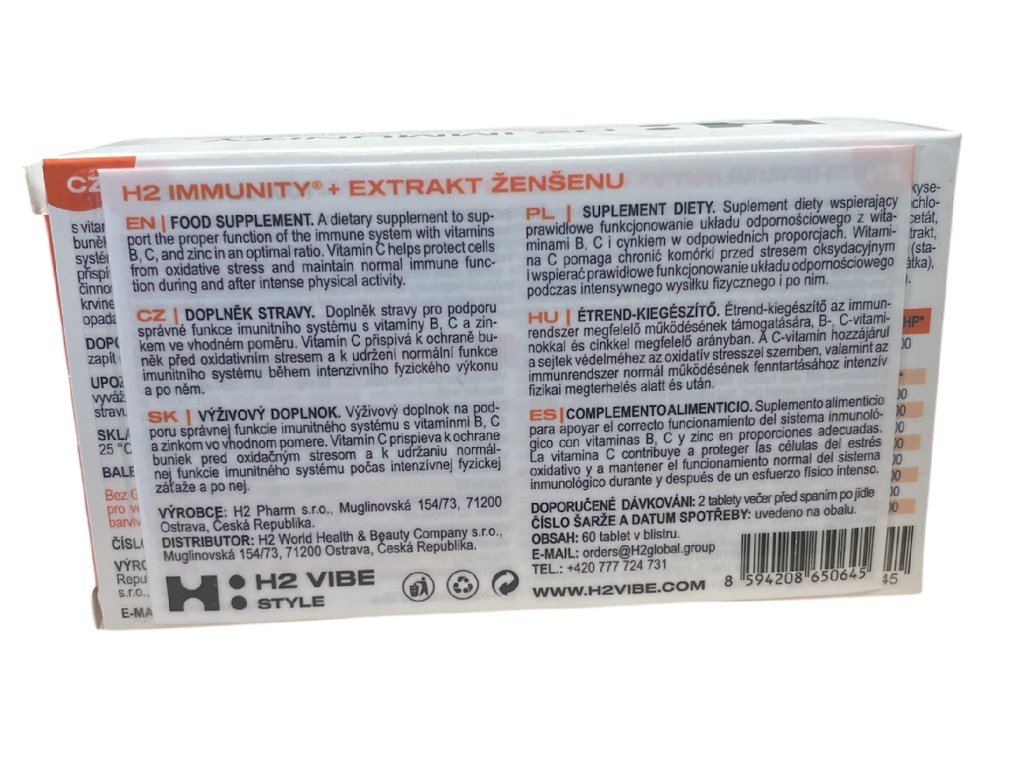 H2 IMMUNITY
CZ
H2 IMMUNITY® + EXTRAKT ŽENŠENU
EN | FOOD SUPPLEMENT. A dietary supplement to sup-
port the proper function of the immune system with vitamins
B, C, and zinc in an optimal ratio. Vitamin C helps protect cells
from oxidative stress and maintain normal immune func-
tion during and after intense physical activity.
CZ | DOPLNĚK STRAVY. Doplněk stravy pro podporu
správné funkce imunitního systému s vitamíny B, C a zin-
kem ve vhodném poměru. Vitamín C přispívá k ochraně bu-
něk před oxidativním stresem a k udržení normální funkce
imunitního systému během intenzivního fyzického výkonu
a po něm.
SK | VÝŽIVOVÝ DOPLNOK. Výživový doplnok na pod-
poru správnej funkcie imunitného systému s vitamínmi B, C
a zinkom vo vhodnom pomere. Vitamín C prispieva k ochrane
buniek pred oxidačným stresom a k udržaniu normál-
nej funkcie imunitného systému počas intenzívnej fyzickej
záťaže a po nej.
VÝROBCE: H2 Pharm s.r.o., Muglinovská 154/73, 71200
Ostrava, Česká Republika.
DISTRIBUTOR: H2 World Health & Beauty Company s.r.o.,
Muglinovská 154/73, 71200 Ostrava, Česká Republika.
H2 VIBE
STYLE
PL | SUPLEMENT DIETY. Suplement diety wspierający
prawidłowe funkcjonowanie układu odpornościowego z wita-
minami B, C i cynkiem w odpowiednich proporcjach. Witami-
na C pomaga chronić komórki przed stresem oksydacyjnym
i wspierać prawidłowe funkcjonowanie układu odpornościowego
podczas intensywnego wysiłku fizycznego i po nim.
HU | ÉTREND-KIEGÉSZÍTŐ. Étrend-kiegészítő az immun-
rendszer megfelelő működésének támogatására, B-, C-vitami-
nokkal és cinkkel megfelelő arányban. A C-vitamin hozzájárul
a sejtek védelméhez az oxidatív stresszel szemben, valamint az
immunrendszer normál működésének fenntartásához intenzív
fizikai megterhelés alatt és után.
ES | COMPLEMENTO ALIMENTICIO. Suplemento alimenticio
para apoyar el correcto funcionamiento del sistema inmunoló-
gico con vitaminas B, C y zinc en proporciones adecuadas.
La vitamina C contribuye a proteger las células del estrés
oxidativo y a mantener el funcionamiento normal del sistema
inmunológico durante y después de un esfuerzo físico intenso.
DOPORUČENÉ DÁVKOVÁNI: 2 tablety večer před spaním po jídle
ČÍSLO ŠARŽE A DATUM SPOTŘEBY: uvedeno na obalu.
OBSAH: 60 tablet v blistru.
E-MAIL: orders@H2global.group
TEL.: +420 777 724 731
WWW.H2VIBE.COM
8 594208 650645